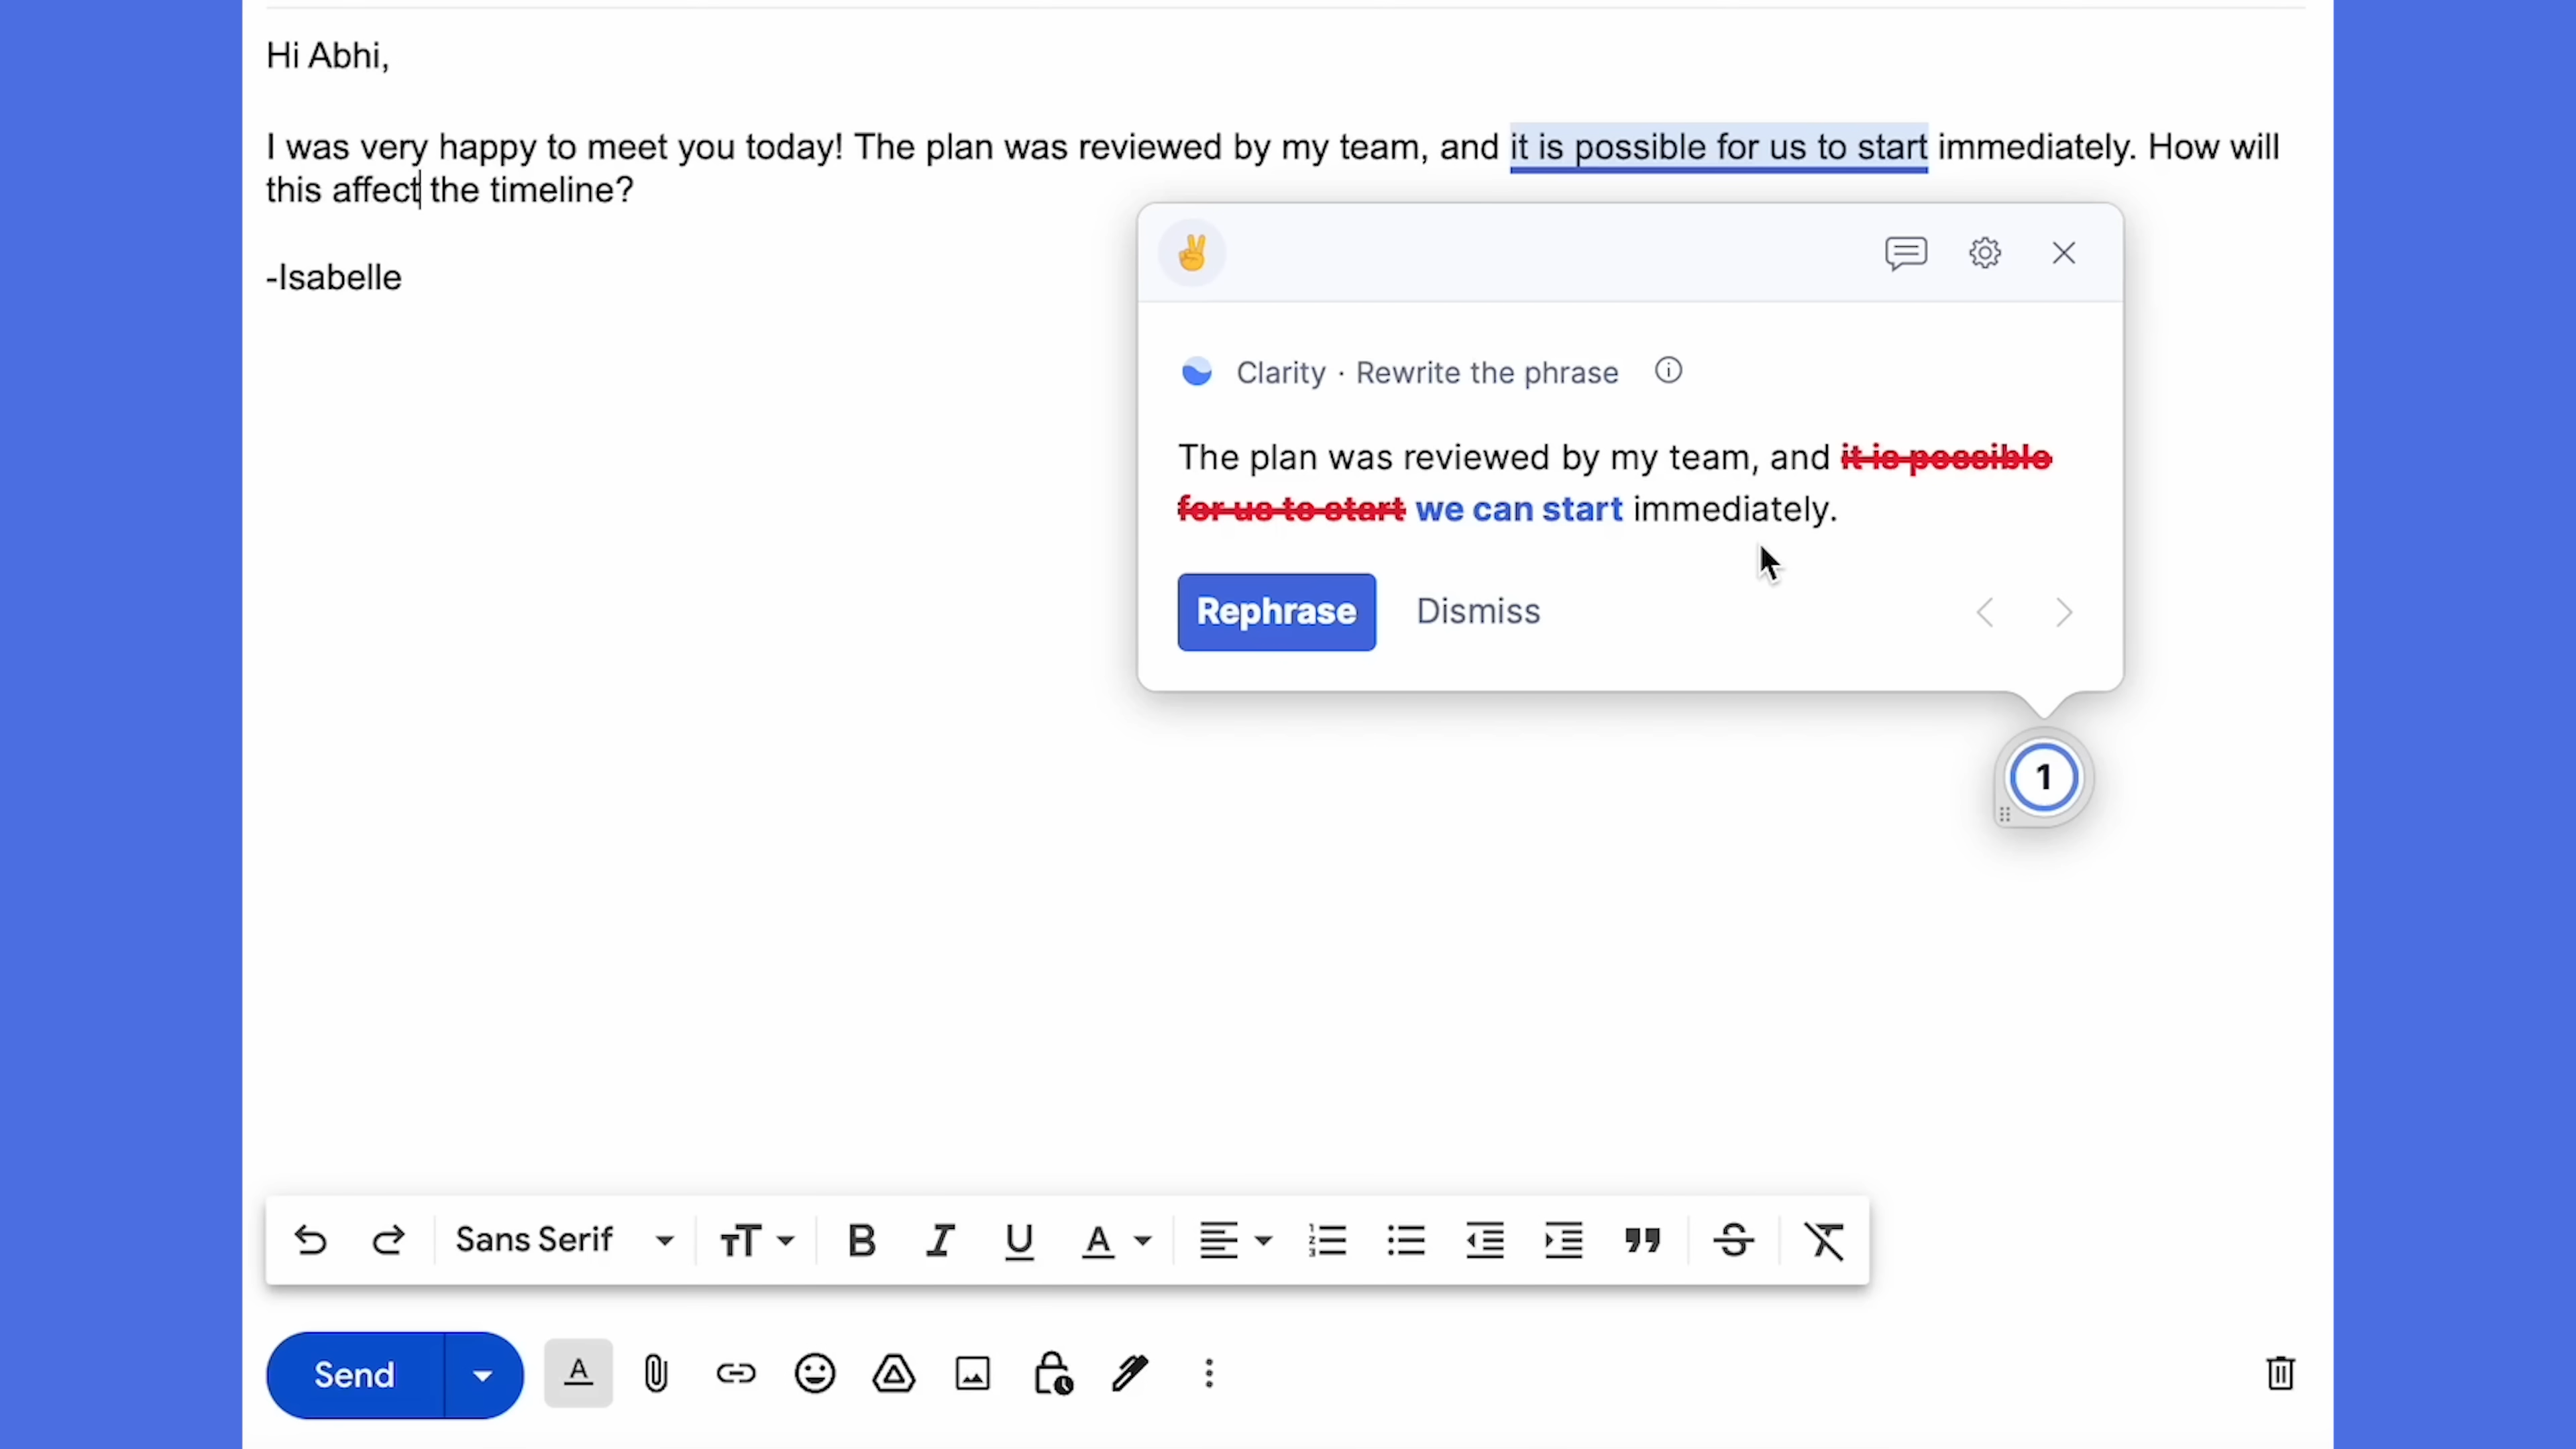 Hi Abhi,
I was very happy to meet you today! The plan was reviewed by my team, and it is possible for us to start immediately. How will
this affect the timeline?
-Isabelle
Clarity · Rewrite the phrase
The plan was reviewed by my team, and it is possible
for us to start we can start immediately.
Rephrase Dismiss
1
Sans Serif
Send